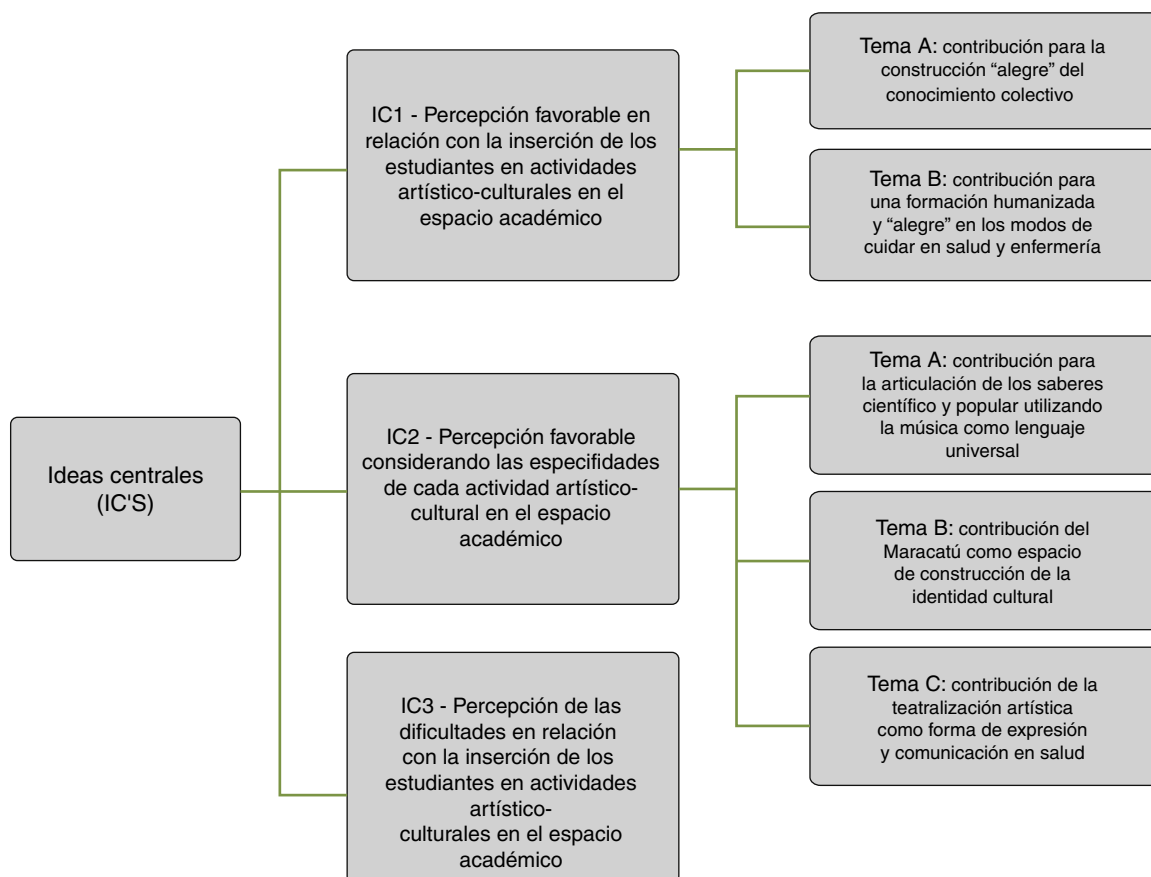 Ideas centrales
(IC'S)
IC1 - Percepción favorable en
relación con la inserción de los
estudiantes en actividades
artístico-culturales en el
espacio académico
Tema A: contribución para la
construcción “alegre” del
conocimiento colectivo
Tema B: contribución para
una formación humanizada
y “alegre” en los modos de
cuidar en salud y enfermería
IC2 - Percepción favorable
considerando las especifidades
de cada actividad artístico-
cultural en el espacio
académico
Tema A: contribución para
la articulación de los saberes
científico y popular utilizando
la música como lenguaje
universal
Tema B: contribución del
Maracatú como espacio
de construcción de la
identidad cultural
Tema C: contribución de la
teatralización artística
como forma de expresión
y comunicación en salud
IC3 - Percepción de las
dificultades en relación
con la inserción de los
estudiantes en actividades
artístico-
culturales en el espacio
académico